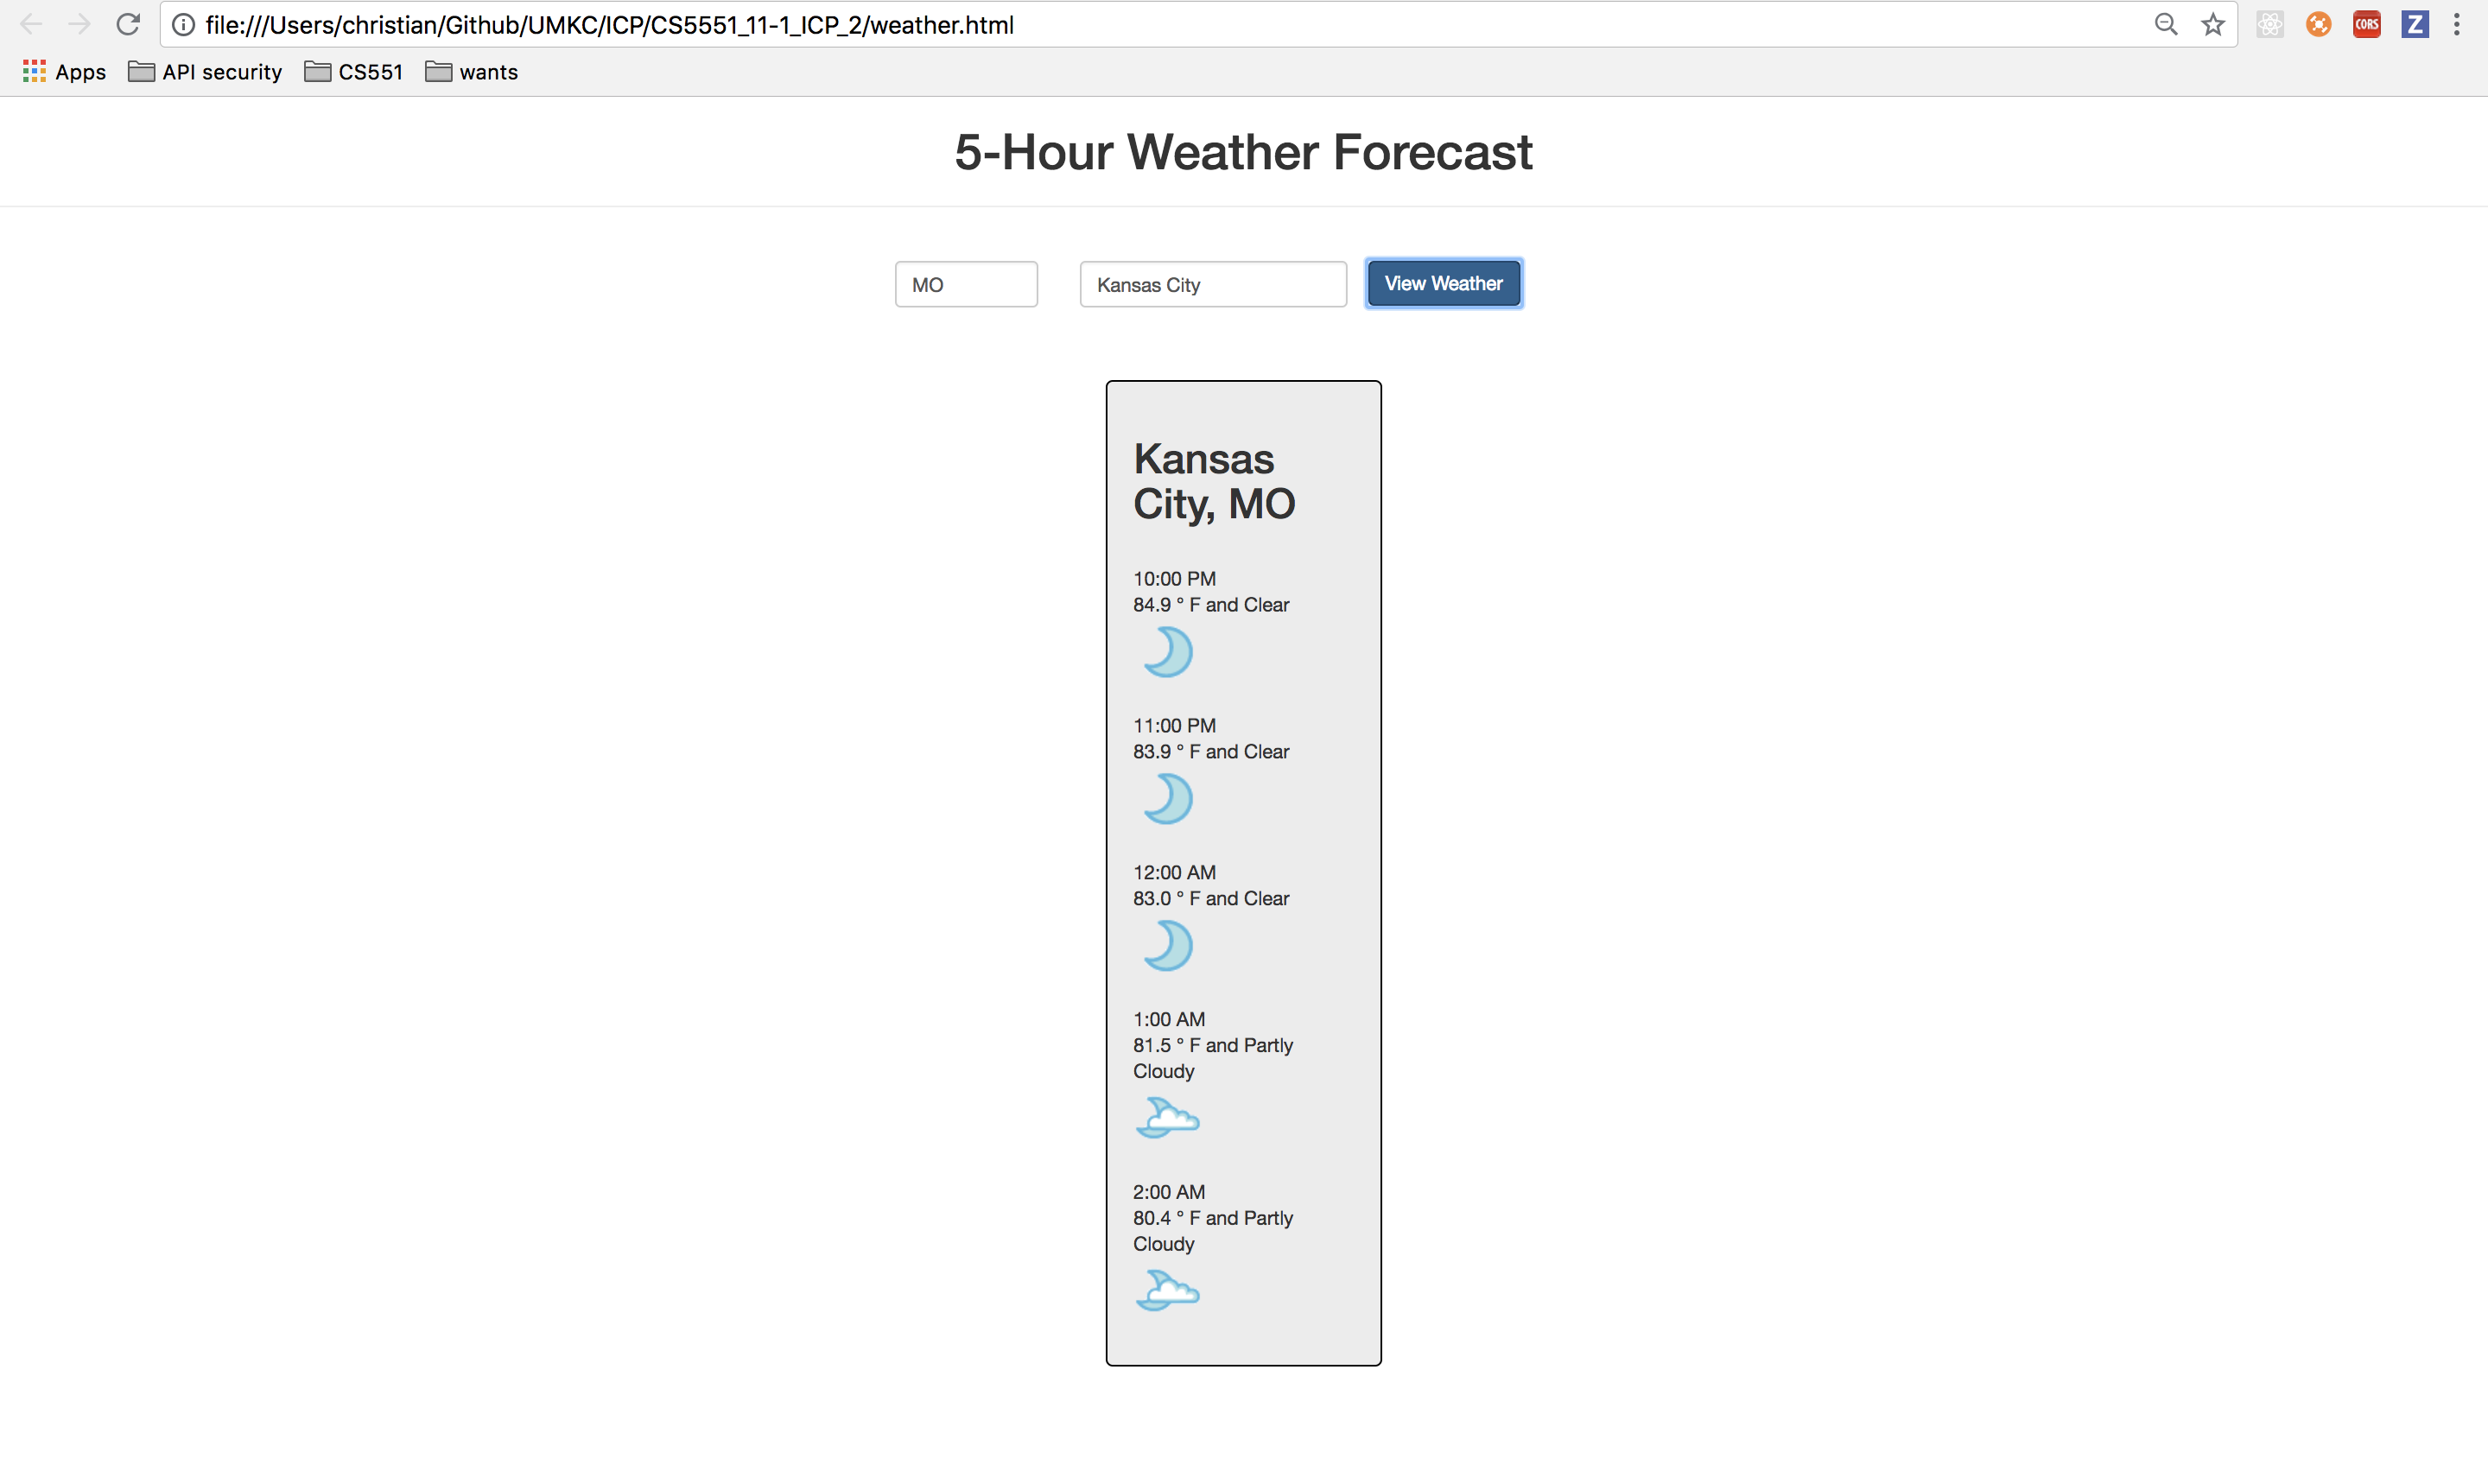 file:///Users/christian/Github/UMKC/ICP/CS5551_11-1_ICP_2/weather.html
CORS
Z
Apps
API security
CS551
wants
5-Hour Weather Forecast
MO
Kansas City
View Weather
Kansas
City, MO
10:00 PM
84.9 ° F and Clear
11:00 PM
83.9 ° F and Clear
12:00 AM
83.0 ° F and Clear
1:00 AM
81.5 ° F and Partly
Cloudy
2:00 AM
80.4 ° F and Partly
Cloudy